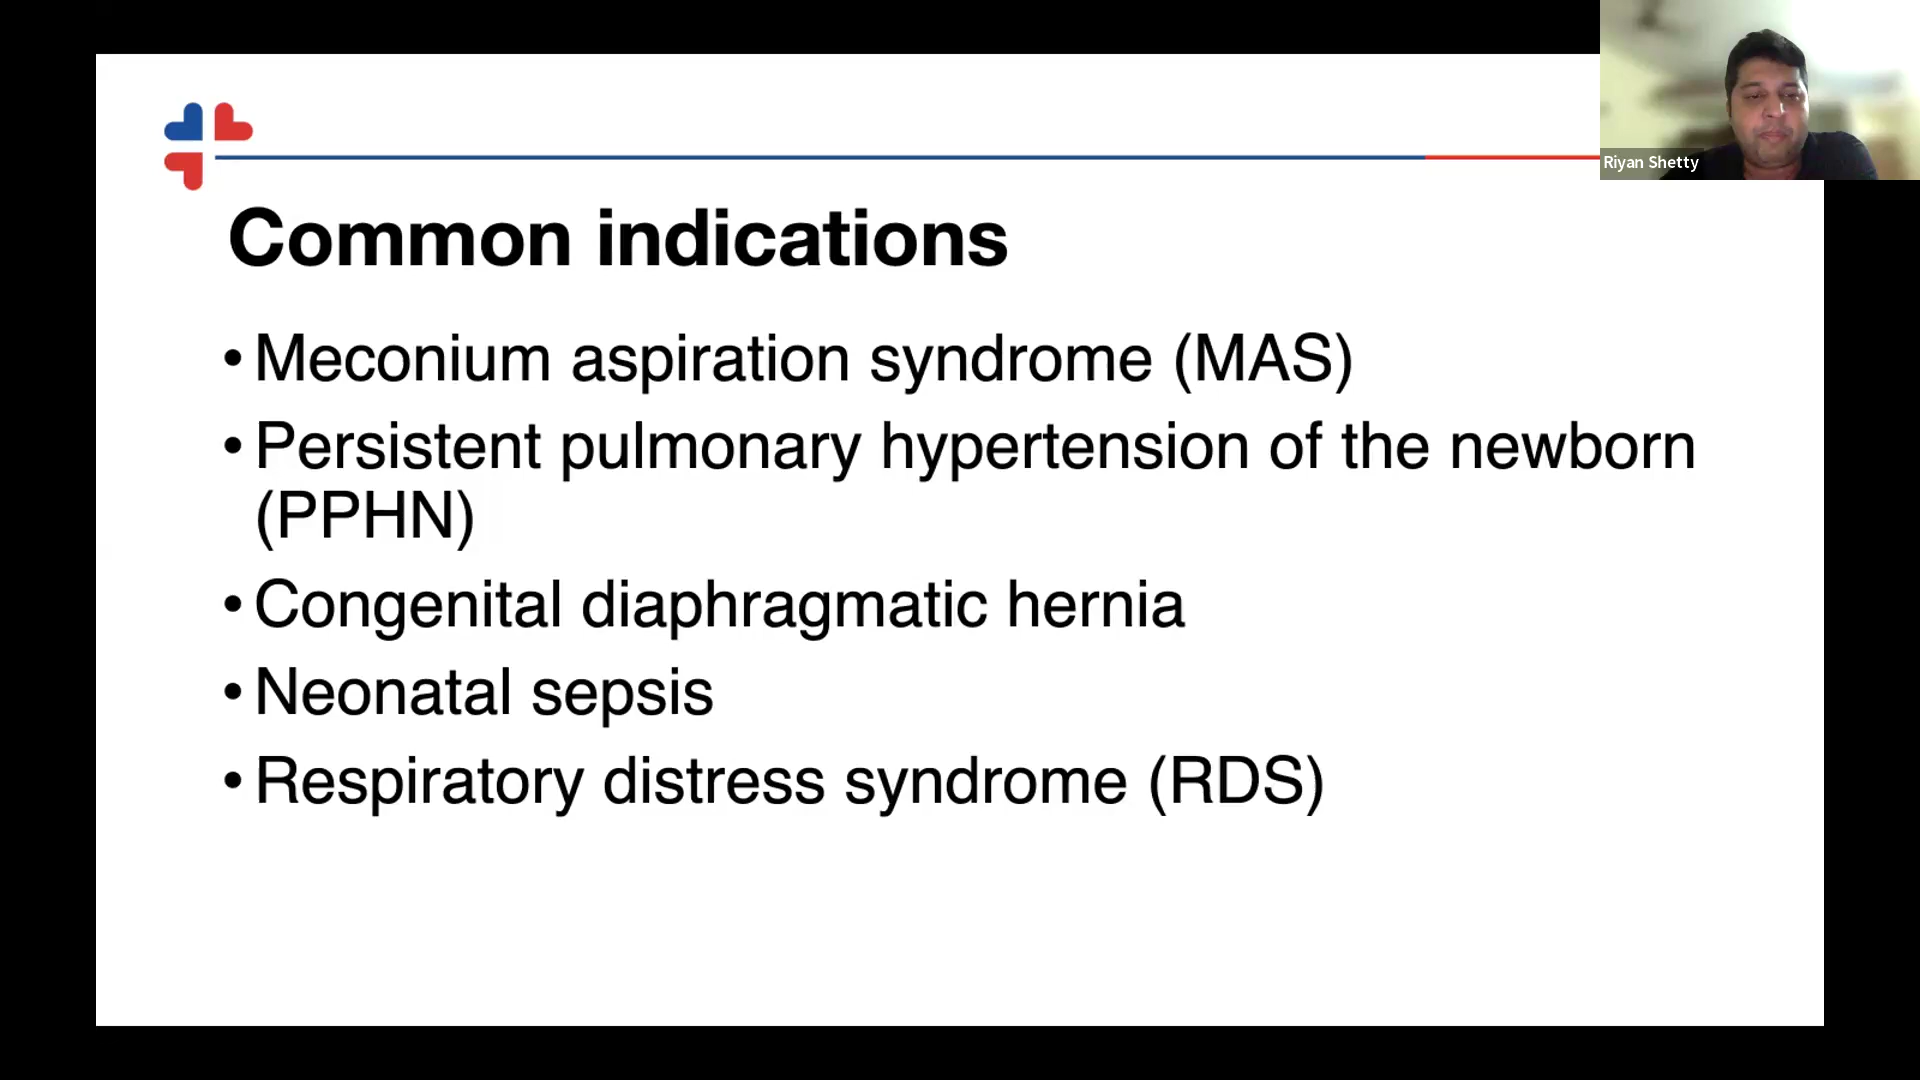 Riyan Shetty
Common indications
• Meconium aspiration syndrome (MAS)
• Persistent pulmonary hypertension of the newborn
(PPHN)
• Congenital diaphragmatic hernia
• Neonatal sepsis
• Respiratory distress syndrome (RDS)